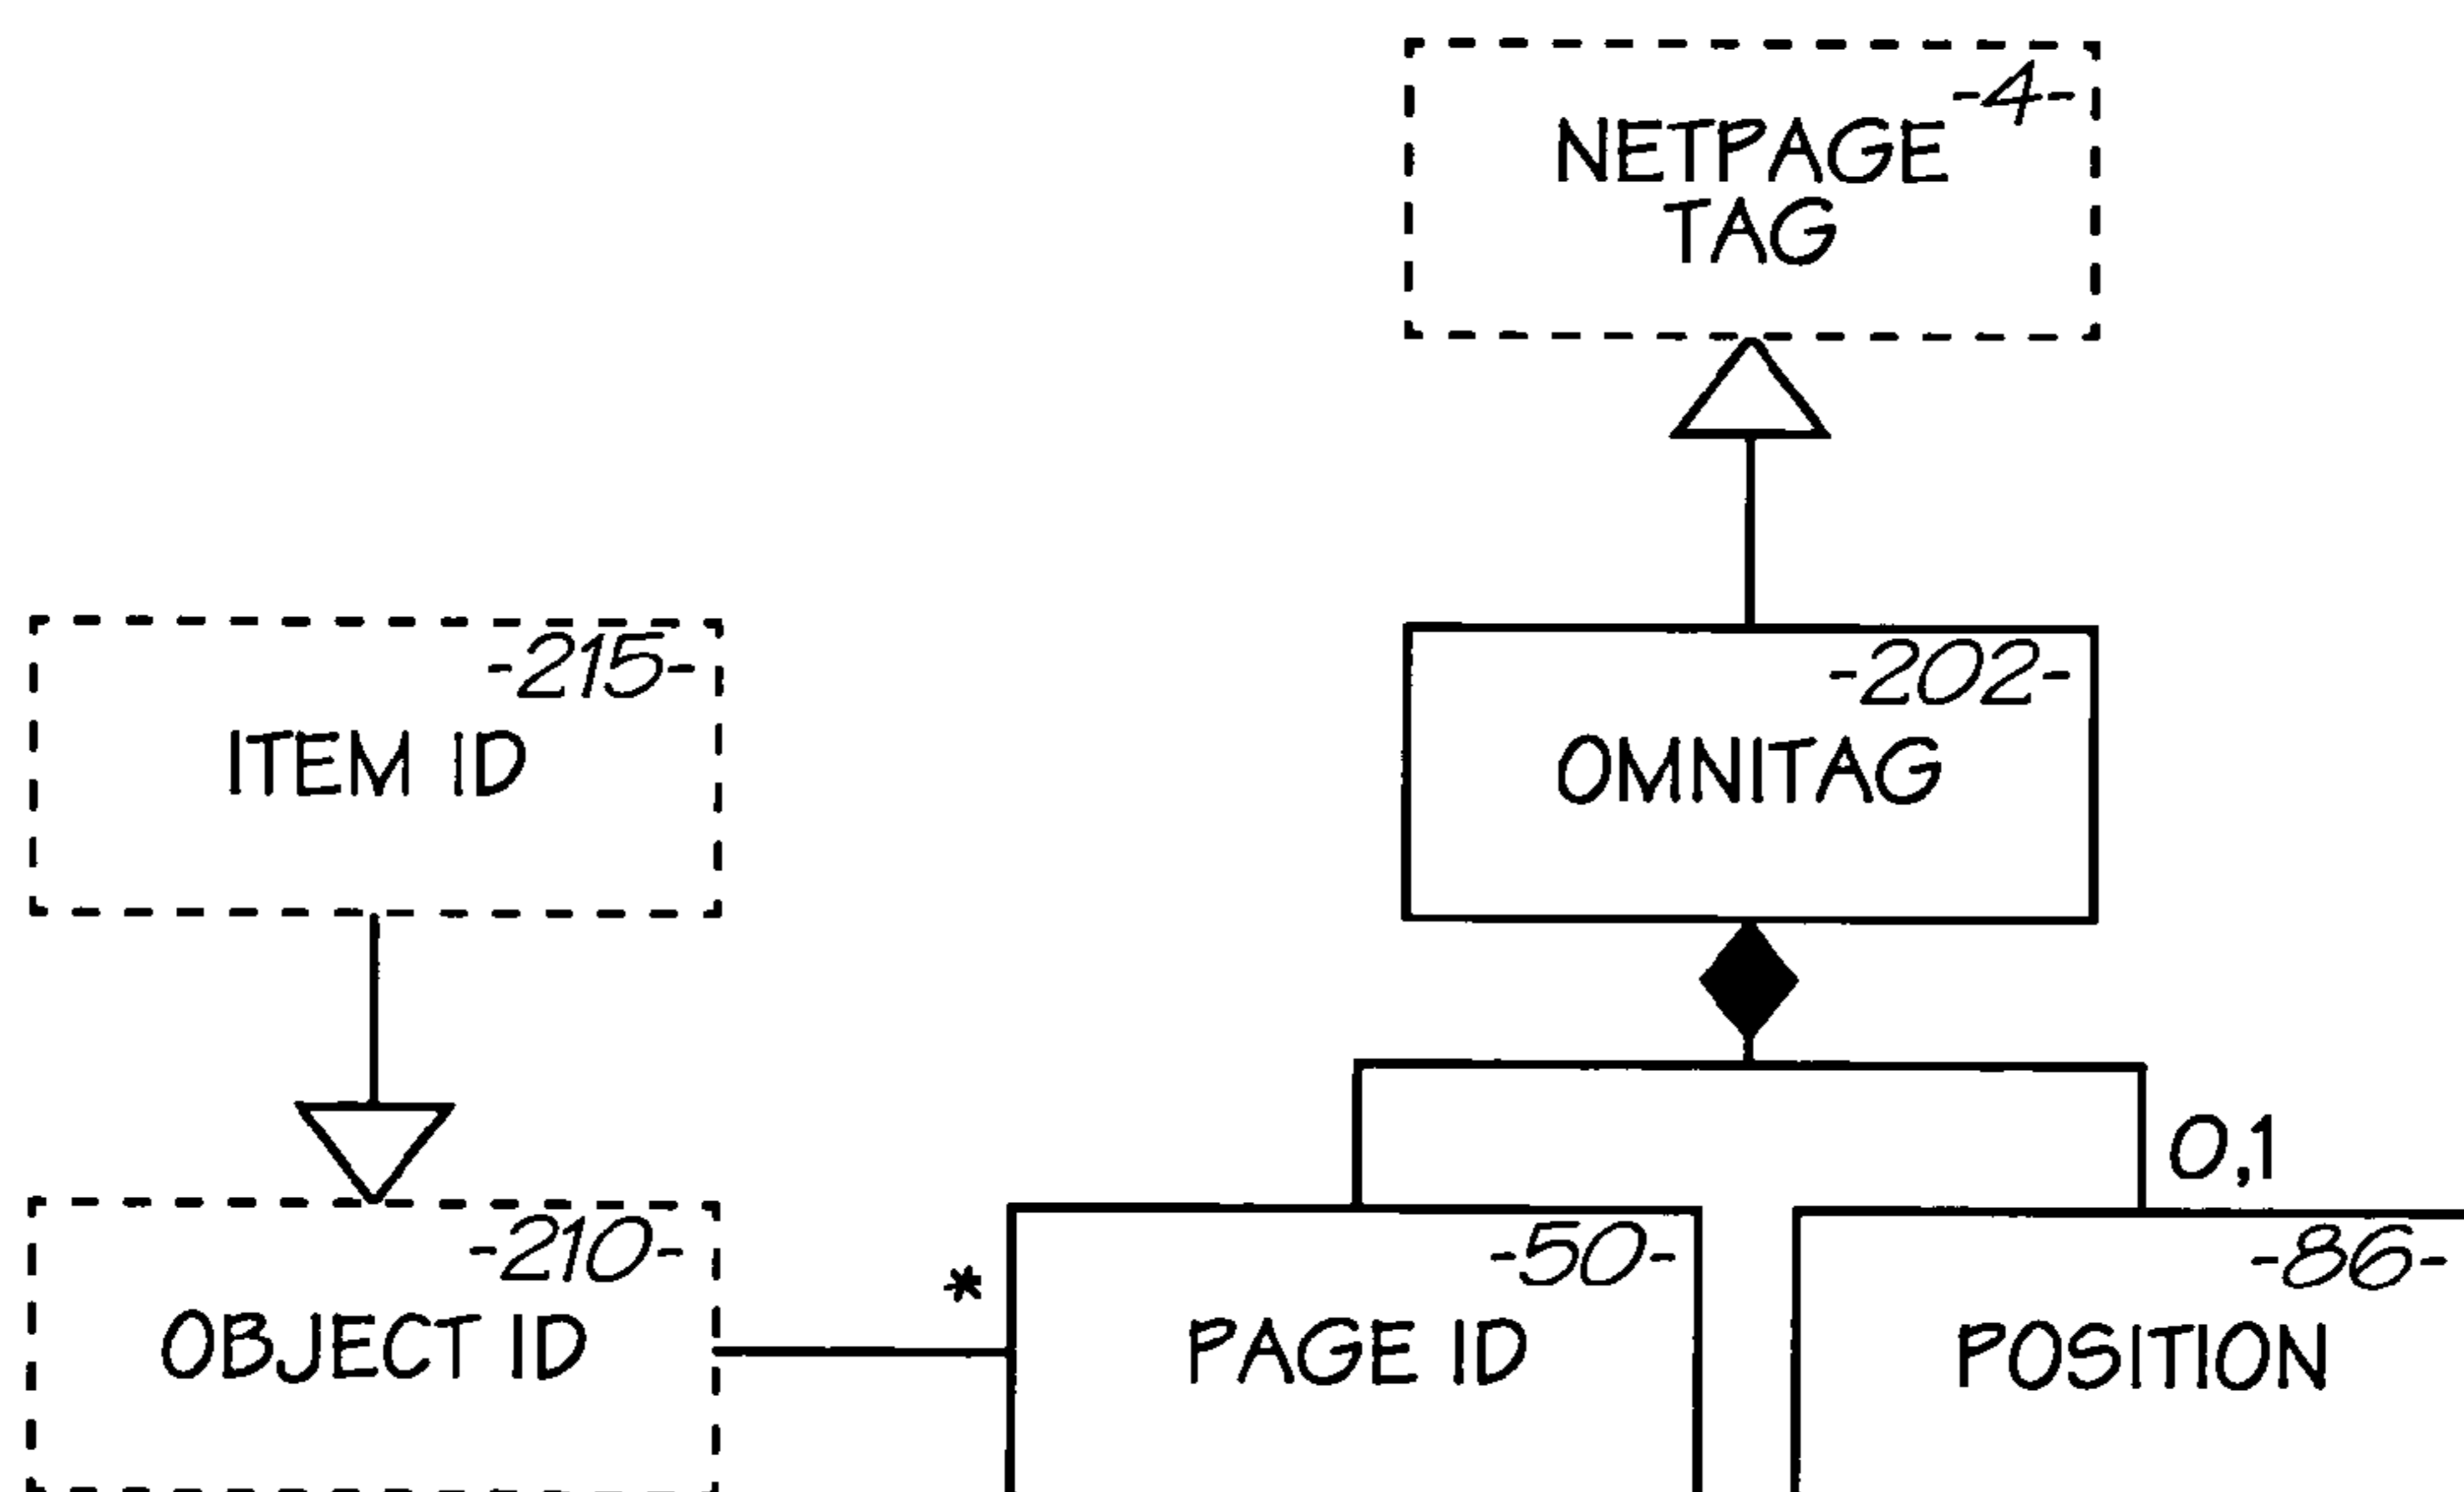 -4-
NETPAGE
TAG
-215-
ITEM ID
-202-
OMNITAG
0,1
-210-
OBJECT ID
*
-50-
PAGE ID
-86-
POSITION